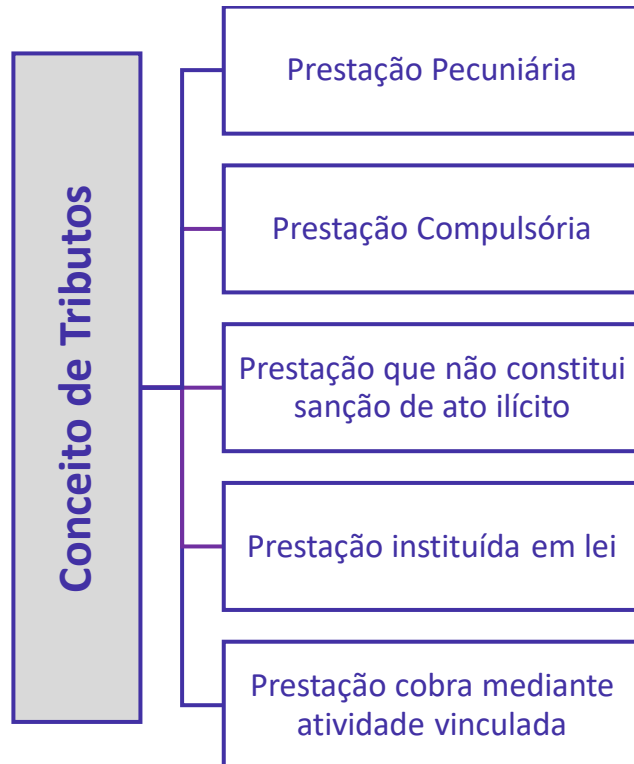 Conceito de Tributos
Prestação Pecuniária
Prestação Compulsória
Prestação que não constitui
sanção de ato ilícito
Prestação instituída em lei
Prestação cobra mediante
atividade vinculada